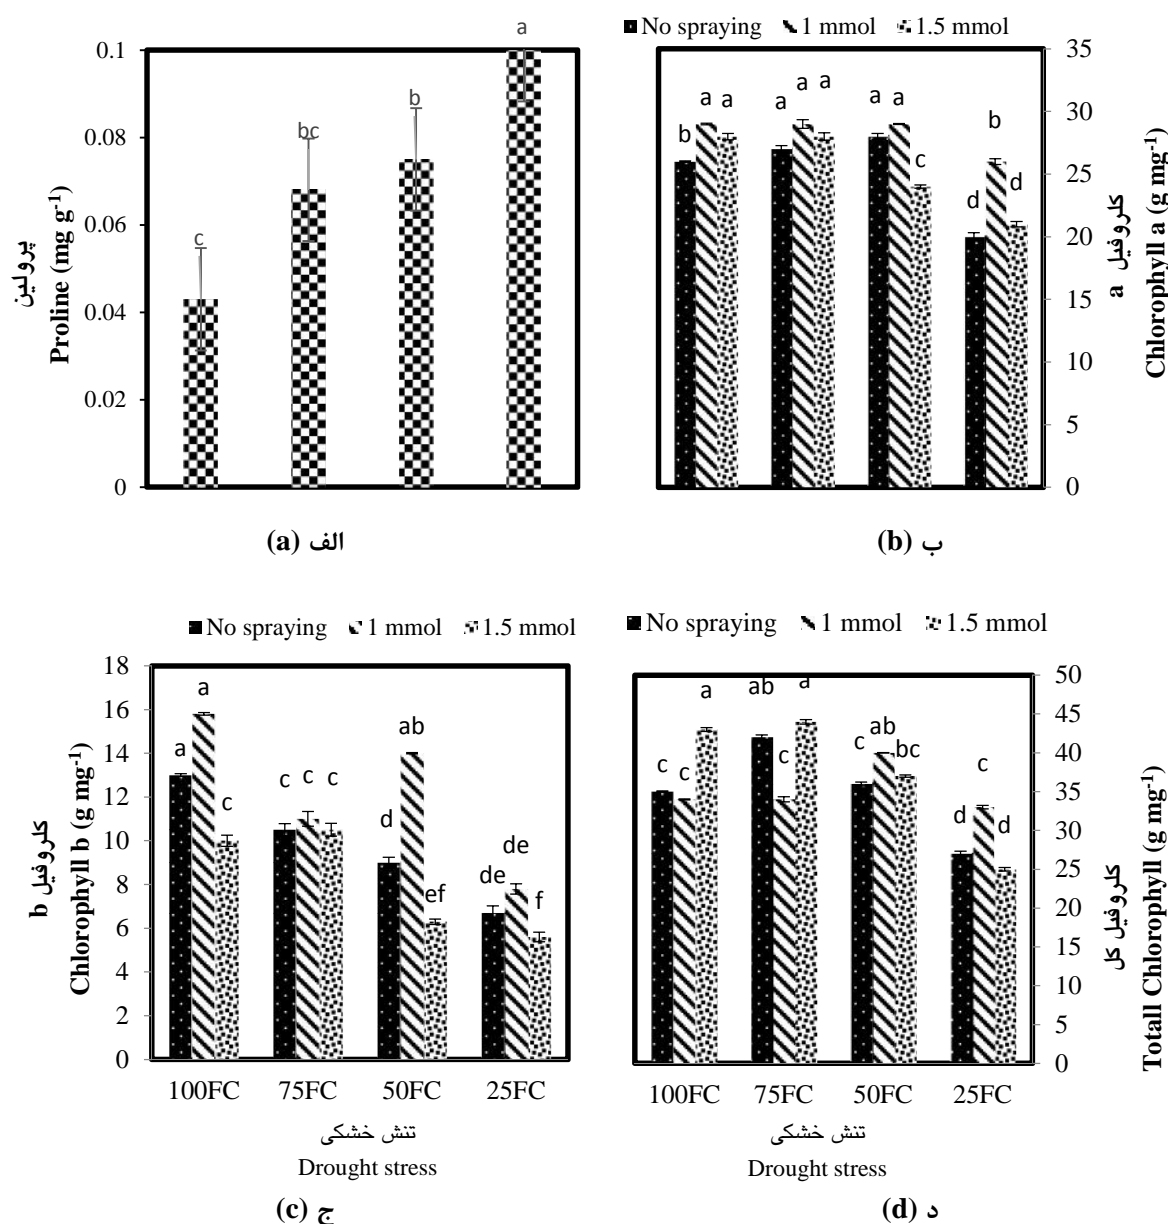 ■ No spraying 1 mmol 1.5 mmol
پرولین
Proline (mg g-1)
0.1
0.08
0.06
0.04
0.02
0
c
bc
b
a
الف (a)
کلروفیل a
Chlorophyll a (g mg-1)
35
30
25
20
15
10
5
0
b a a
a a a
a a c
d b d
ب (b)
No spraying 1 mmol 1.5 mmol
کلروفیل b
Chlorophyll b (g mg-1)
18
16
14
12
10
8
6
4
2
0
a a c
c c c
d ab ef
de de f
100FC 75FC 50FC 25FC
تنش خشکی
Drought stress
ج (c)
No spraying 1 mmol 1.5 mmol
کلروفیل کل
Totall Chlorophyll (g mg-1)
50
45
40
35
30
25
20
15
10
5
0
c c a
ab c a
c ab bc
d c d
100FC 75FC 50FC 25FC
تنش خشکی
Drought stress
د (d)